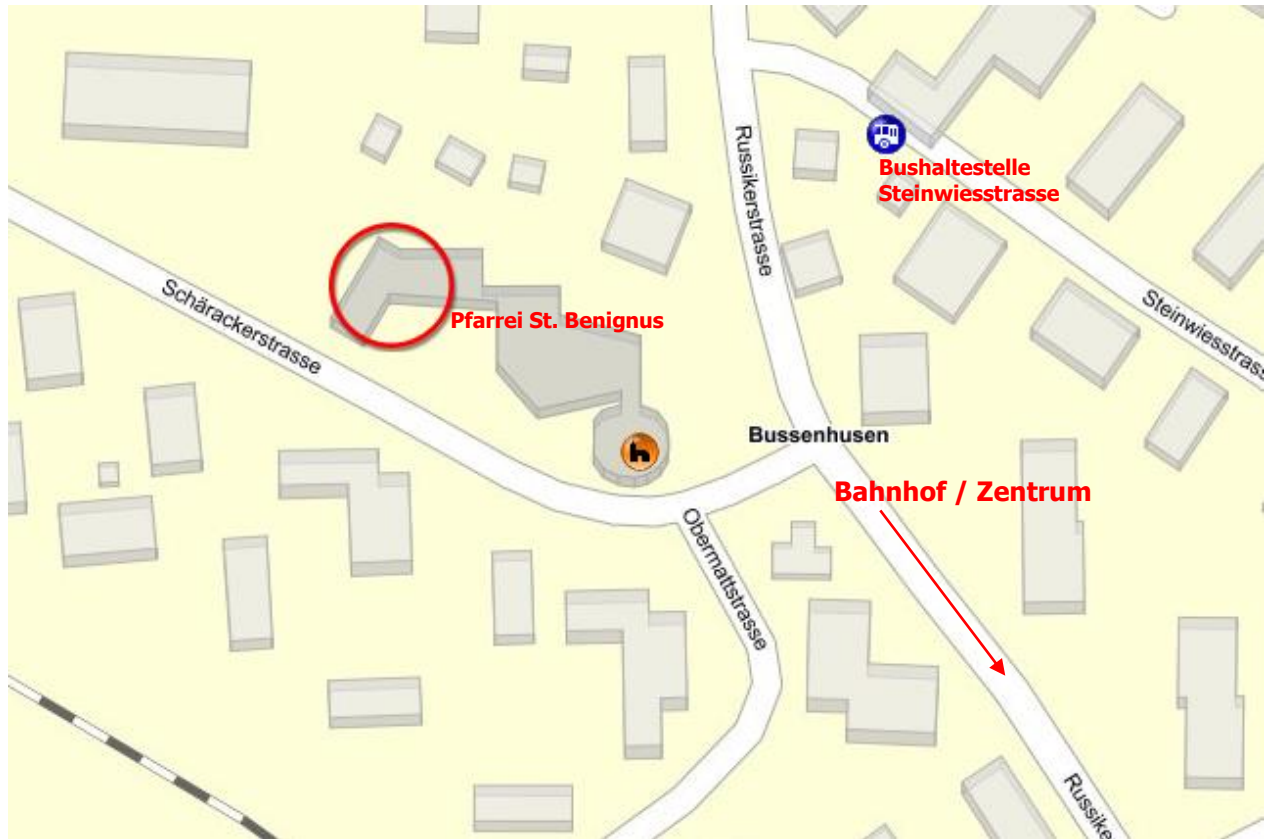 Russikerstrasse
Bushaltestelle
Steinwiesstrasse
Schärackerstrasse
Pfarrei St. Benignus
Steinwiesstrass
Bussenhusen
Bahnhof / Zentrum
Obermattstrasse
Russike